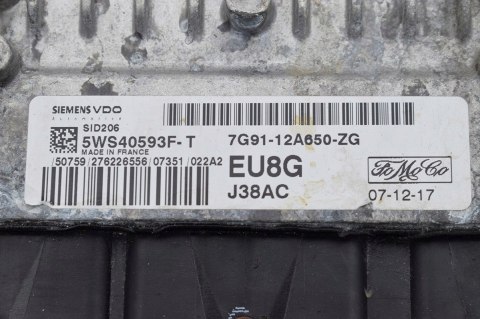 SIEMENS VDO
SID206
5WS40593F-T
MADE IN FRANCE
/50759/276226556/07351/022A2
7G91-12A650-ZG
EU8G
J38AC
FoMoCo
07-12-17